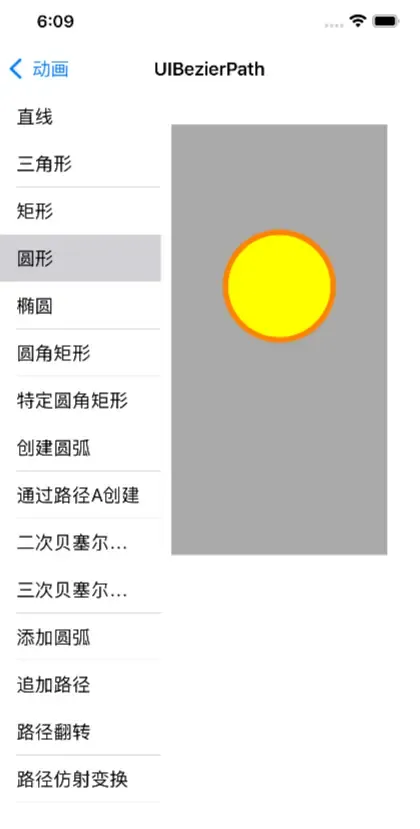 6:09
动画
UIBezierPath
直线
三角形
矩形
圆形
椭圆
圆角矩形
特定圆角矩形
创建圆弧
通过路径A创建
二次贝塞尔...
三次贝塞尔...
添加圆弧
追加路径
路径翻转
路径仿射变换